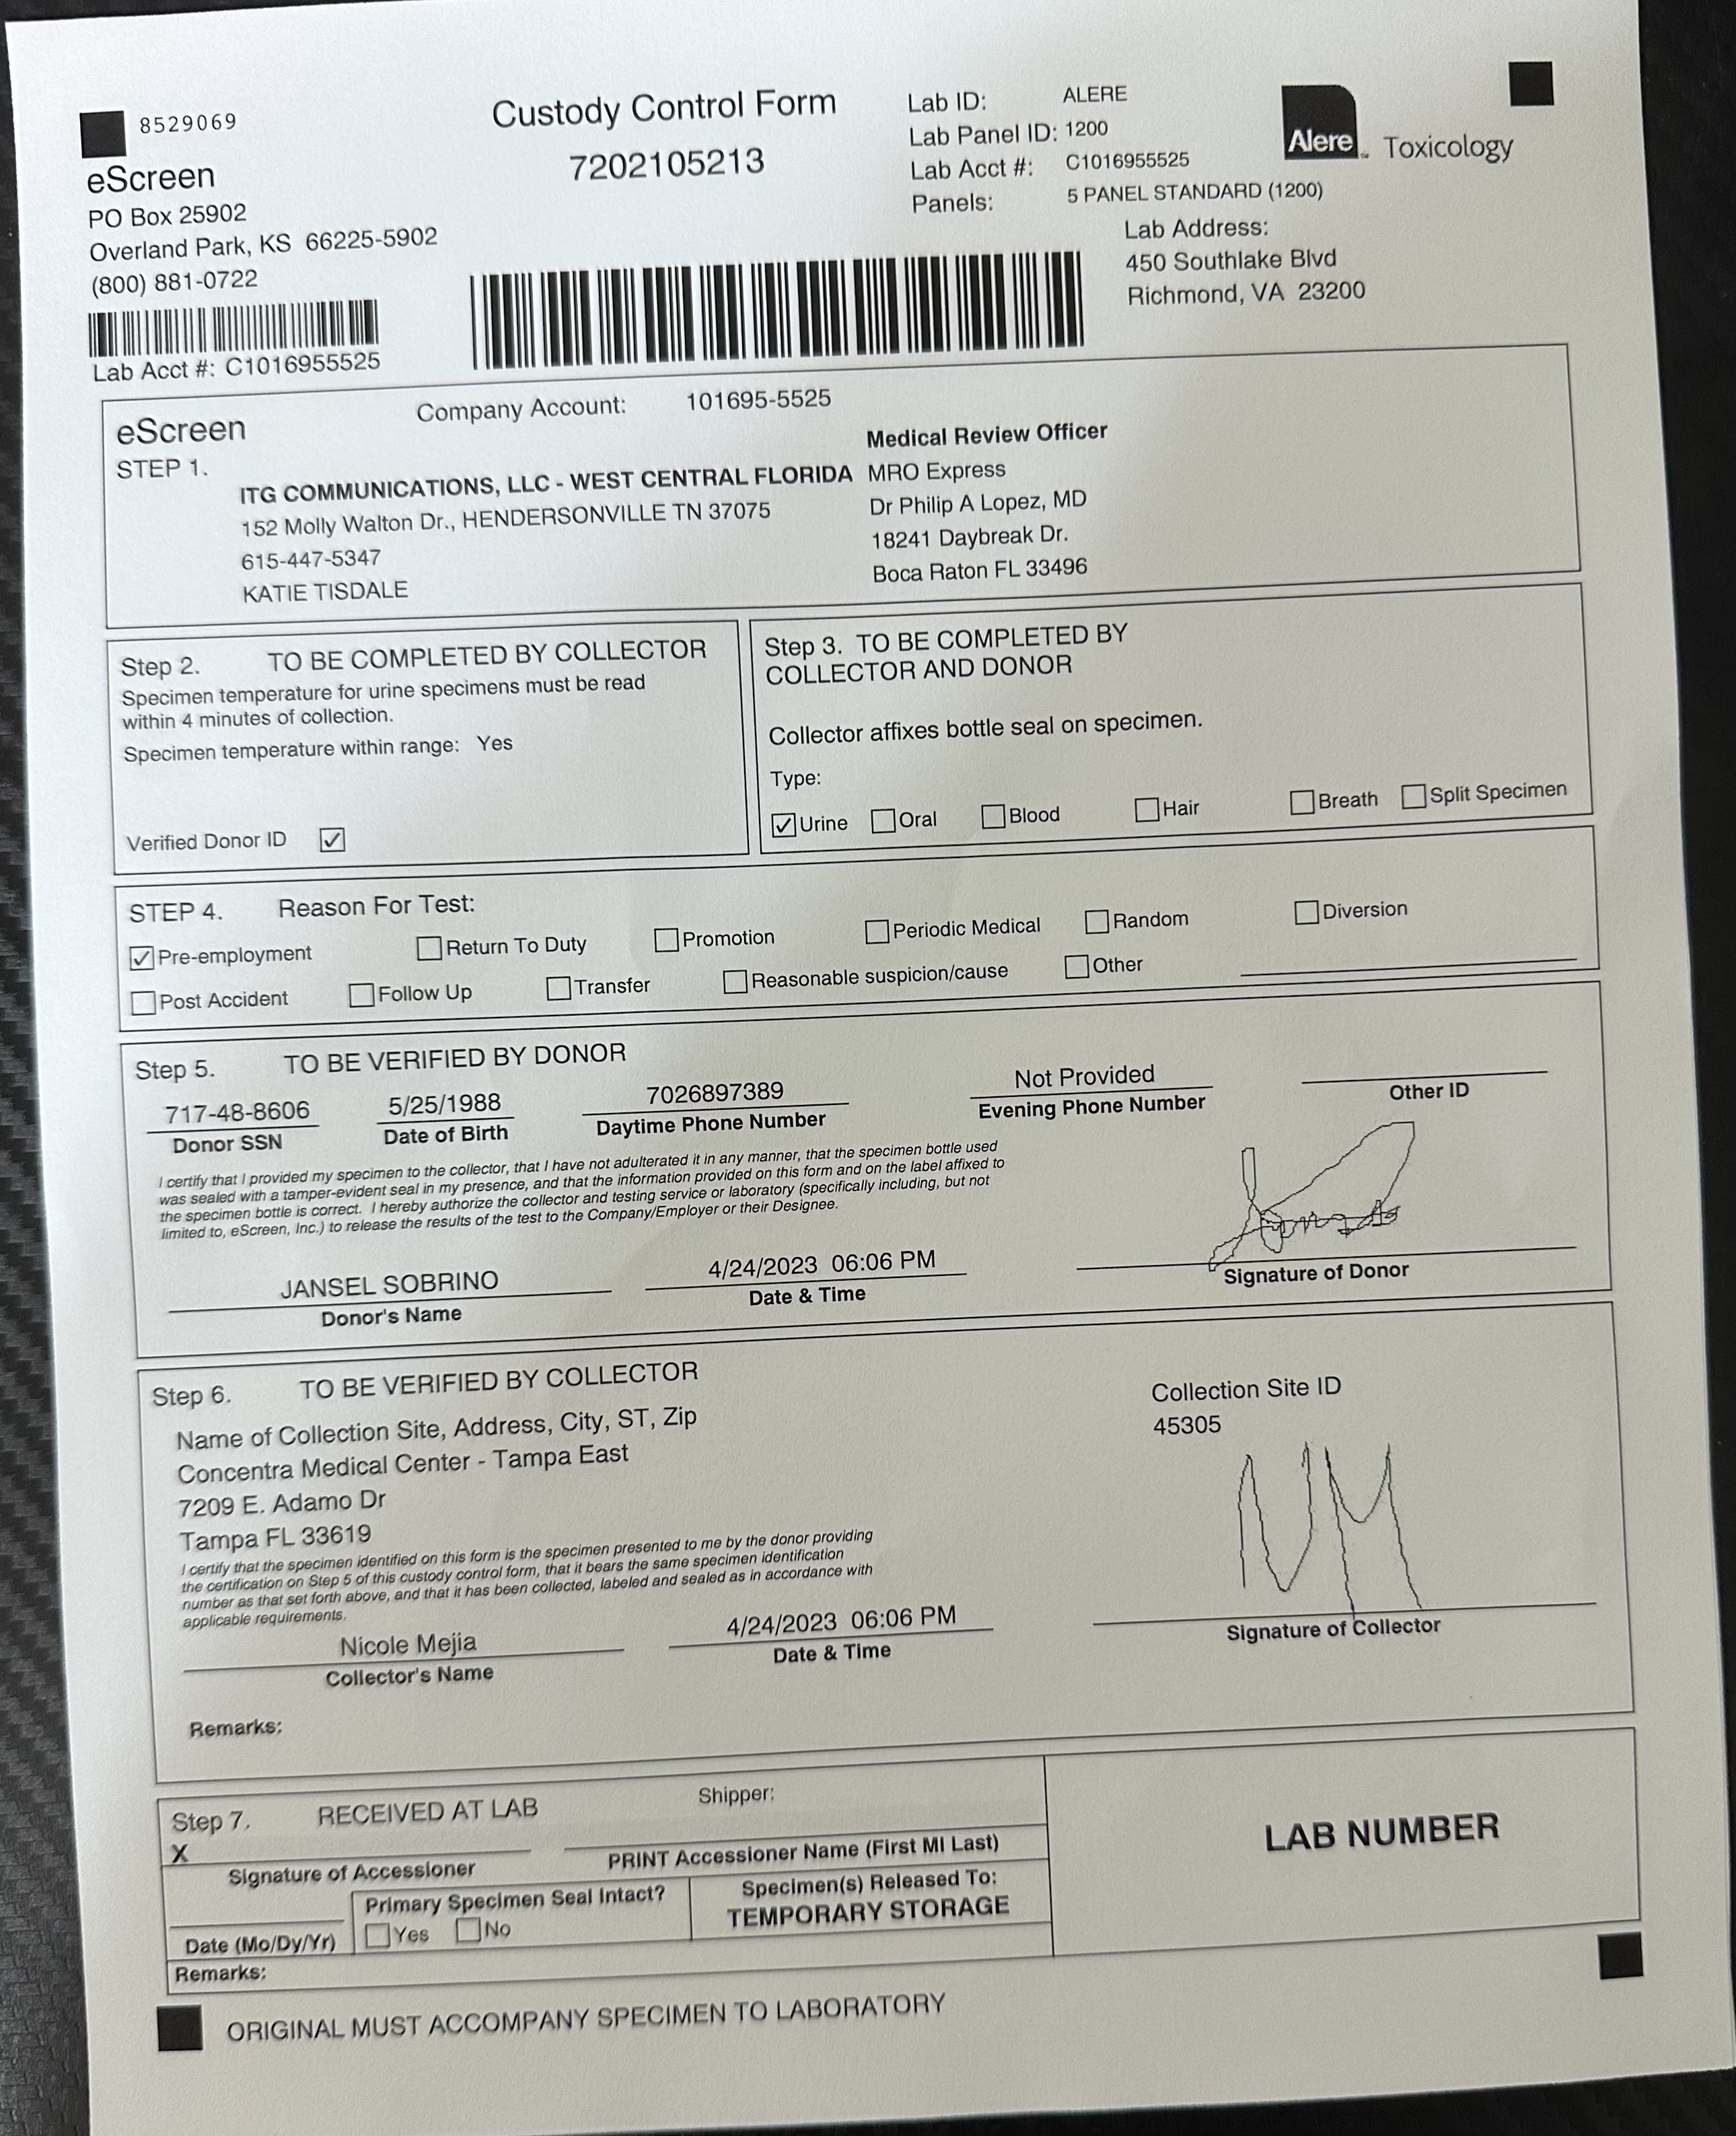 8529069
eScreen
PO Box 25902
Overland Park, KS 66225-5902
(800) 881-0722
Lab Acct #: C1016955525
Custody Control Form
7202105213
Lab ID: ALERE
Lab Panel ID: 1200
Lab Acct #: C1016955525
Panels: 5 PANEL STANDARD (1200)
Alere™ Toxicology
Lab Address:
450 Southlake Blvd
Richmond, VA 23200
eScreen Company Account: 101695-5525
STEP 1.
ITG COMMUNICATIONS, LLC - WEST CENTRAL FLORIDA
152 Molly Walton Dr., HENDERSONVILLE TN 37075
615-447-5347
KATIE TISDALE
Medical Review Officer
MRO Express
Dr Philip A Lopez, MD
18241 Daybreak Dr.
Boca Raton FL 33496
Step 2. TO BE COMPLETED BY COLLECTOR
Specimen temperature for urine specimens must be read
within 4 minutes of collection.
Specimen temperature within range: Yes
Verified Donor ID
Step 3. TO BE COMPLETED BY
COLLECTOR AND DONOR
Collector affixes bottle seal on specimen.
Type:
Urine Oral Blood Hair Breath Split Specimen
STEP 4. Reason For Test:
Pre-employment Return To Duty Promotion Periodic Medical Random Diversion
Post Accident Follow Up Transfer Reasonable suspicion/cause Other
Step 5. TO BE VERIFIED BY DONOR
717-48-8606 5/25/1988 7026897389 Not Provided
Donor SSN Date of Birth Daytime Phone Number Evening Phone Number Other ID
I certify that I provided my specimen to the collector, that I have not adulterated it in any manner, that the specimen bottle used
was sealed with a tamper-evident seal in my presence, and that the information provided on this form and on the label affixed to
the specimen bottle is correct. I hereby authorize the collector and testing service or laboratory (specifically including, but not
limited to, eScreen, Inc.) to release the results of the test to the Company/Employer or their Designee.
JANSEL SOBRINO 4/24/2023 06:06 PM
Donor's Name Date & Time Signature of Donor
Step 6. TO BE VERIFIED BY COLLECTOR
Name of Collection Site, Address, City, ST, Zip
Concentra Medical Center - Tampa East
7209 E. Adamo Dr
Tampa FL 33619
Collection Site ID
45305
I certify that the specimen identified on this form is the specimen presented to me by the donor providing
the certification on Step 5 of this custody control form, that it bears the same specimen identification
number as that set forth above, and that it has been collected, labeled and sealed as in accordance with
applicable requirements.
Nicole Mejia 4/24/2023 06:06 PM
Collector's Name Date & Time Signature of Collector
Remarks:
Step 7. RECEIVED AT LAB Shipper:
X
Signature of Accessioner PRINT Accessioner Name (First MI Last)
Primary Specimen Seal Intact?
Yes No
Date (Mo/Dy/Yr)
Specimen(s) Released To:
TEMPORARY STORAGE
LAB NUMBER
Remarks:
ORIGINAL MUST ACCOMPANY SPECIMEN TO LABORATORY